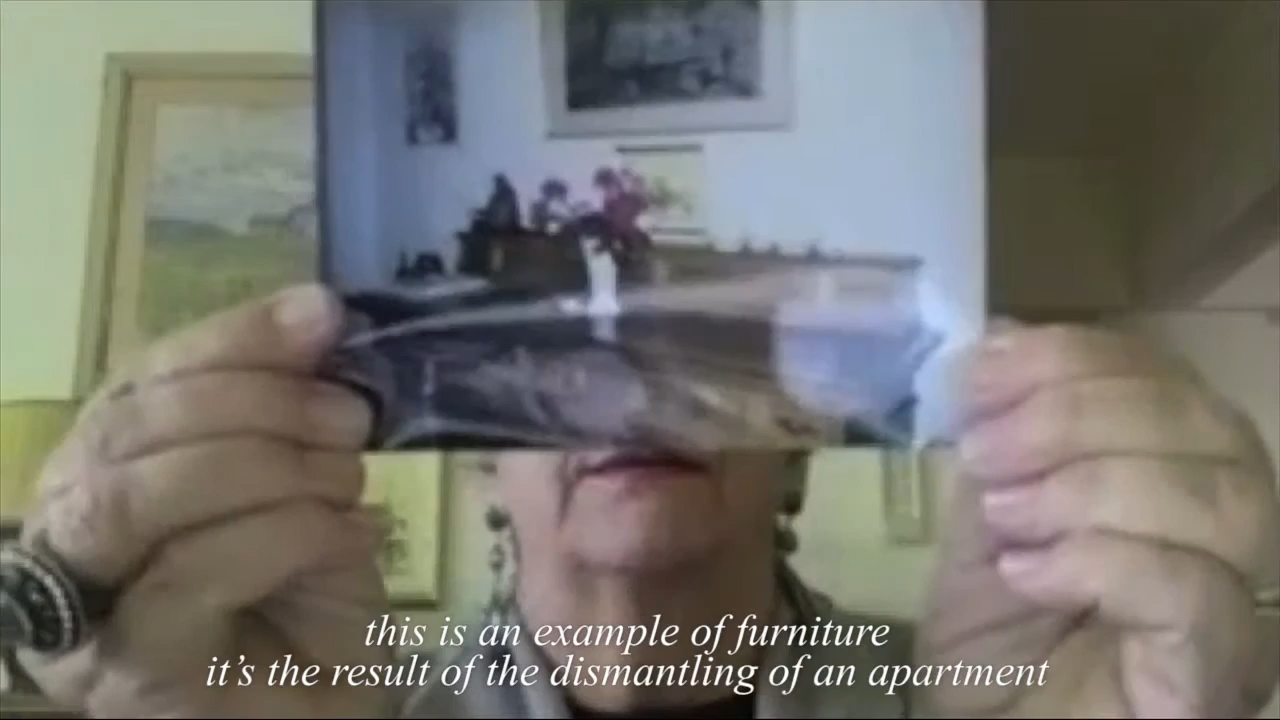 this is an example of furniture
it’s the result of the dismantling of an apartment